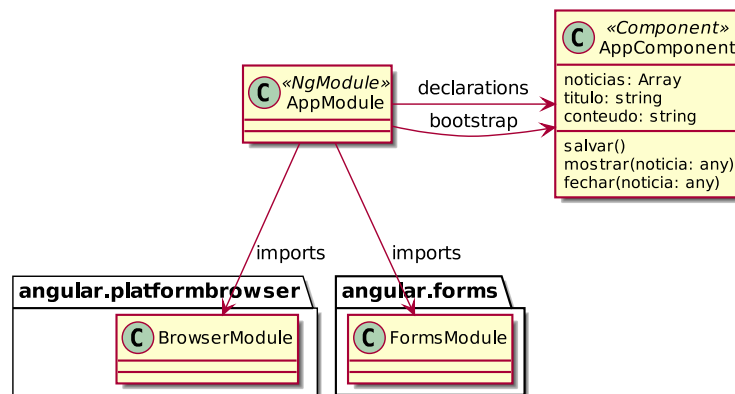 C
«Component»
AppComponent
noticias: Array
titulo: string
conteudo: string
salvar()
mostrar(noticia: any)
fechar(noticia: any)
C
«NgModule»
AppModule
declarations
bootstrap
imports
imports
angular.platformbrowser
C
BrowserModule
angular.forms
C
FormsModule